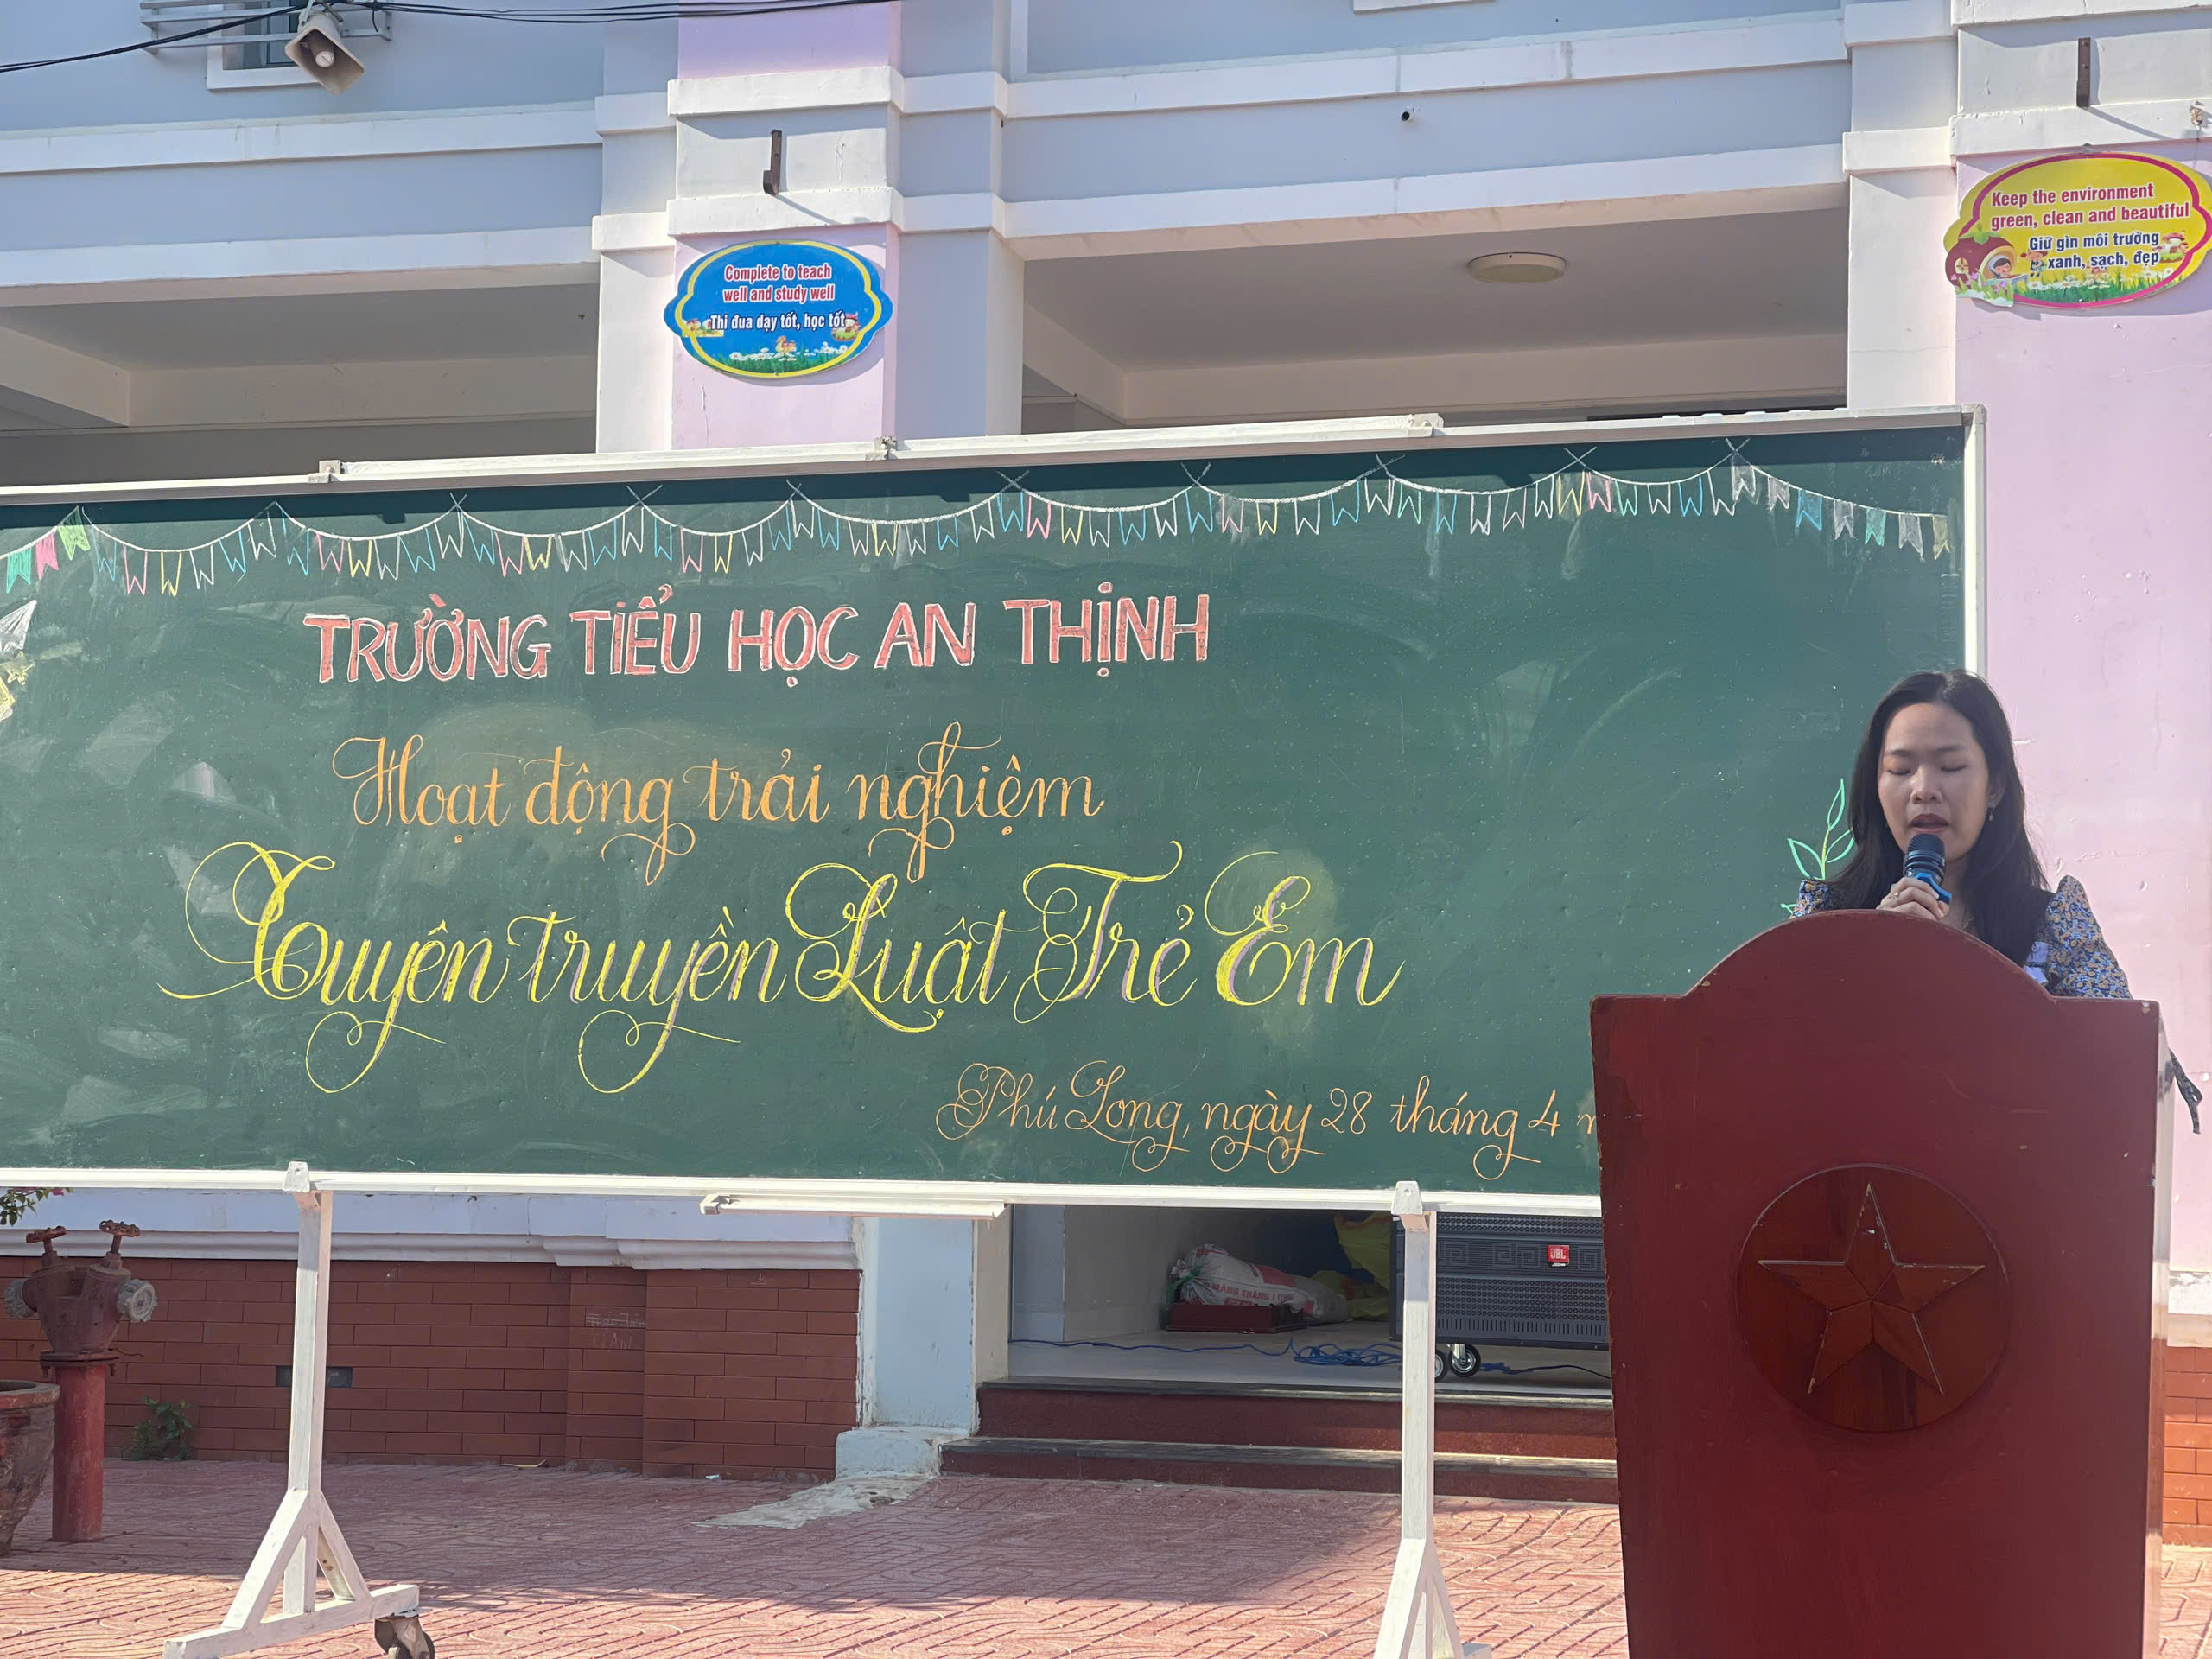 Complete to teach
well and study well
Thi đua dạy tốt, học tốt
Keep the environment
green, clean and beautiful
Giữ gìn môi trường
xanh, sạch, đẹp
TRƯỜNG TIỂU HỌC AN THỊNH
Hoạt động trải nghiệm
Tuyên truyền Luật Trẻ Em
Phú Long, ngày 28 tháng 4
JBL